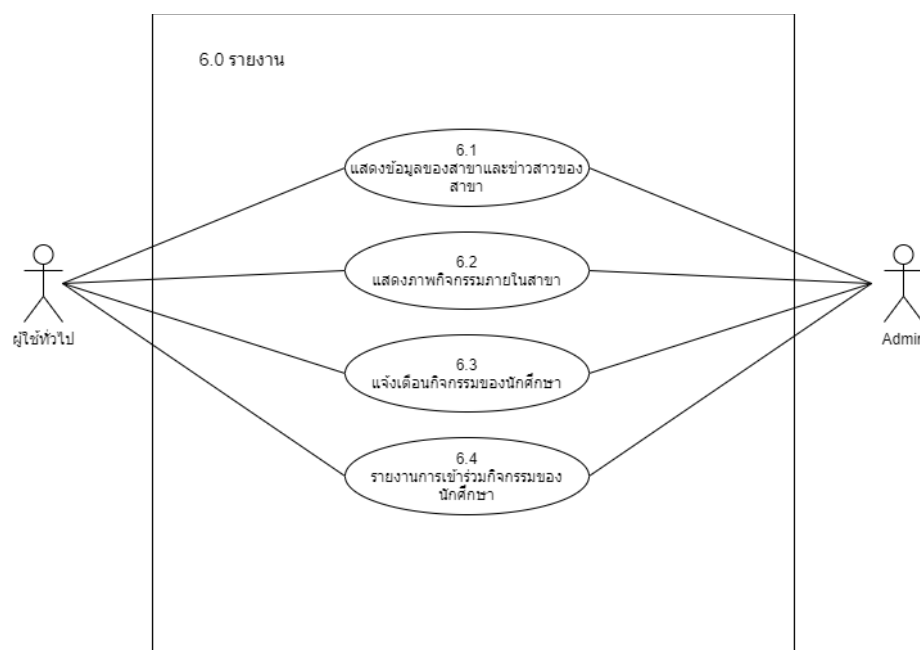 6.0 รายงาน
6.1
แสดงข้อมูลของสาขาและข่าวสาวของ
สาขา
6.2
แสดงภาพกิจกรรมภายในสาขา
ผู้ใช้ทั่วไป
Admin
6.3
แจ้งเตือนกิจกรรมของนักศึกษา
6.4
รายงานการเข้าร่วมกิจกรรมของ
นักศึกษา